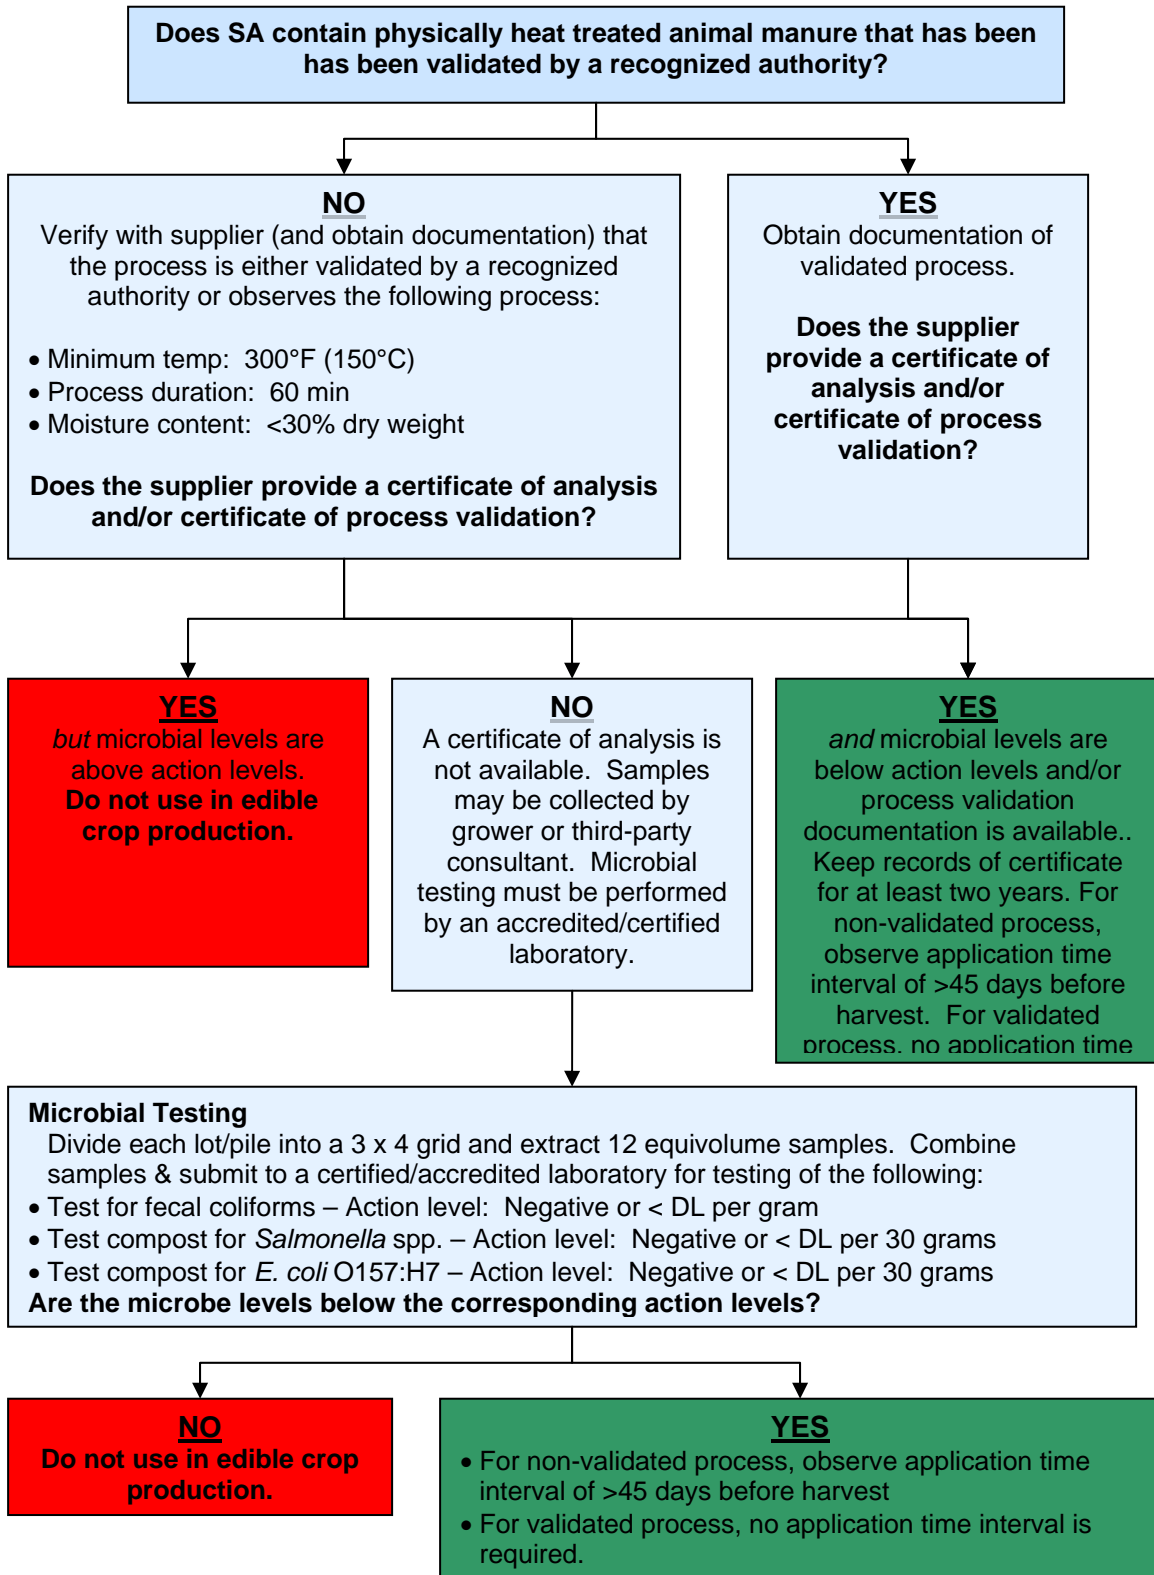 Does SA contain physically heat treated animal manure that has been
has been validated by a recognized authority?
NO
Verify with supplier (and obtain documentation) that
the process is either validated by a recognized
authority or observes the following process:
• Minimum temp:  300°F (150°C)
• Process duration:  60 min
• Moisture content:  <30% dry weight
Does the supplier provide a certificate of analysis
and/or certificate of process validation?
YES
Obtain documentation of
validated process.
Does the supplier
provide a certificate of
analysis and/or
certificate of process
validation?
YES
but microbial levels are
above action levels.
Do not use in edible
crop production.
NO
A certificate of analysis is
not available.  Samples
may be collected by
grower or third-party
consultant.  Microbial
testing must be performed
by an accredited/certified
laboratory.
YES
and microbial levels are
below action levels and/or
process validation
documentation is available..
Keep records of certificate
for at least two years. For
non-validated process,
observe application time
interval of >45 days before
harvest.  For validated
process, no application time
Microbial Testing
Divide each lot/pile into a 3 x 4 grid and extract 12 equivolume samples.  Combine
samples & submit to a certified/accredited laboratory for testing of the following:
• Test for fecal coliforms – Action level:  Negative or < DL per gram
• Test compost for Salmonella spp. – Action level:  Negative or < DL per 30 grams
• Test compost for E. coli O157:H7 – Action level:  Negative or < DL per 30 grams
Are the microbe levels below the corresponding action levels?
NO
Do not use in edible crop
production.
YES
• For non-validated process, observe application time
interval of >45 days before harvest
• For validated process, no application time interval is
required.